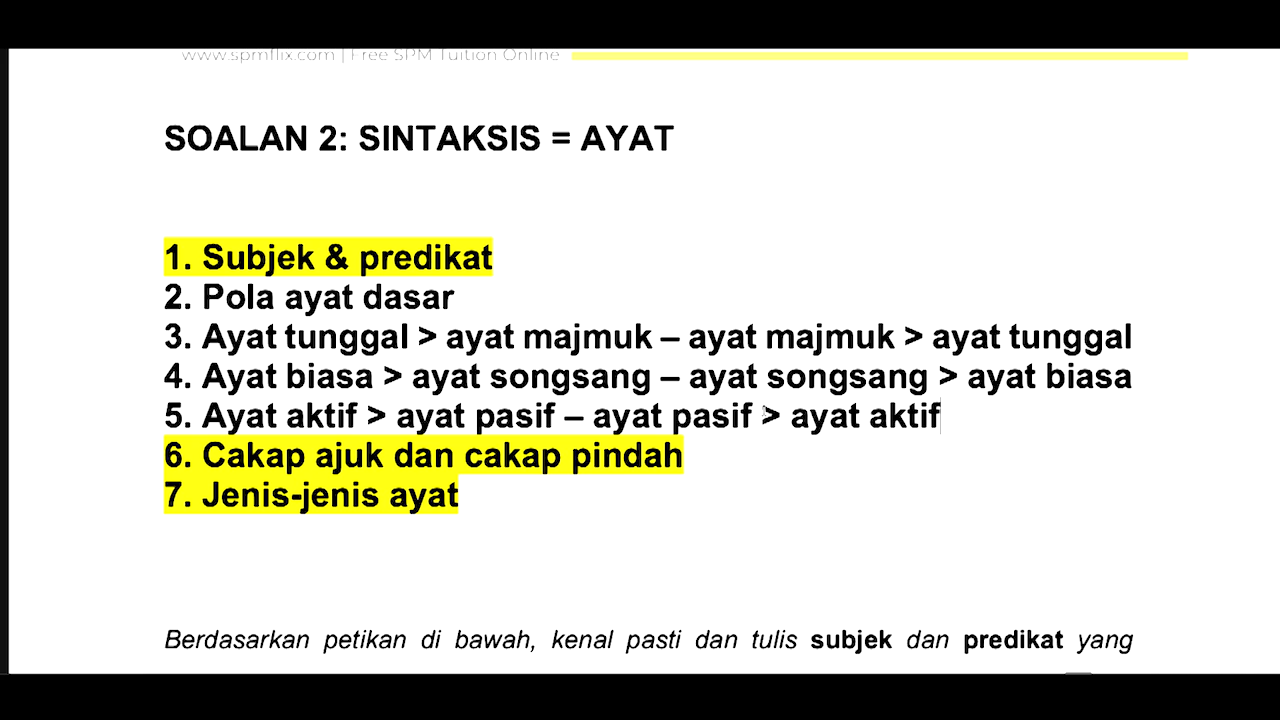 www.spmflix.com | Free SPM Tuition Online
SOALAN 2: SINTAKSIS = AYAT
1. Subjek & predikat
2. Pola ayat dasar
3. Ayat tunggal > ayat majmuk – ayat majmuk > ayat tunggal
4. Ayat biasa > ayat songsang – ayat songsang > ayat biasa
5. Ayat aktif > ayat pasif – ayat pasif > ayat aktif
6. Cakap ajuk dan cakap pindah
7. Jenis-jenis ayat
Berdasarkan petikan di bawah, kenal pasti dan tulis subjek dan predikat yang